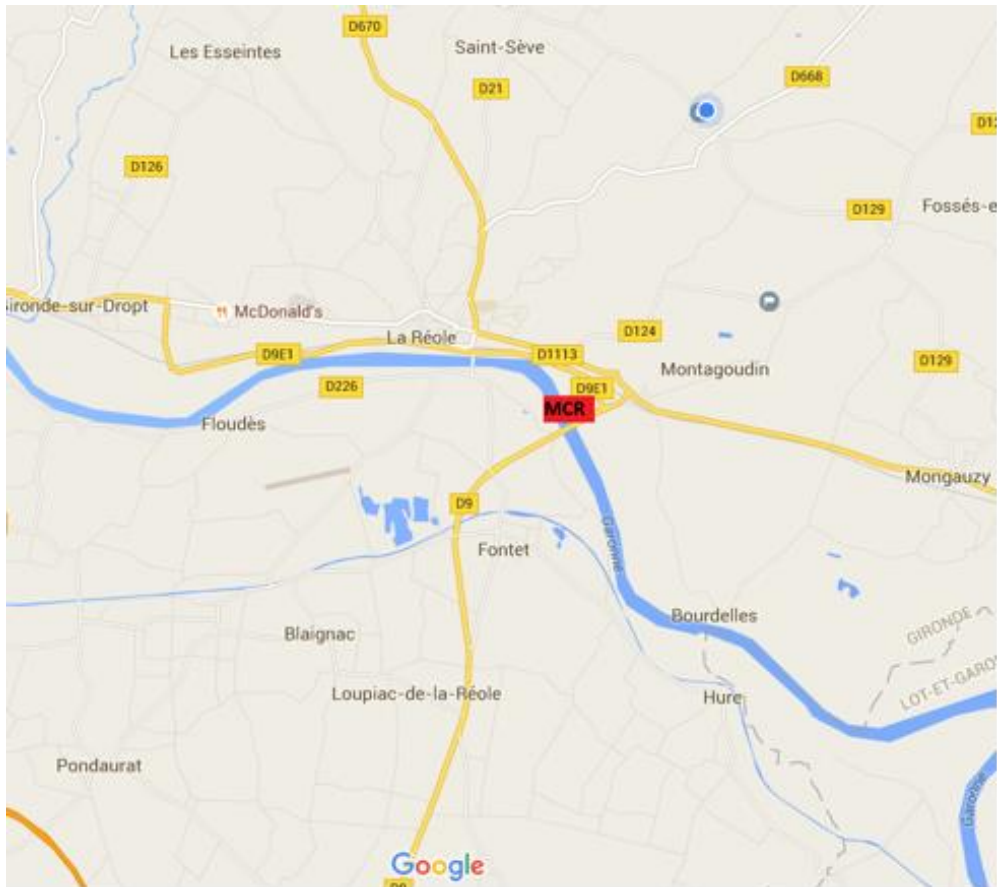 D670
Les Esseintes
Saint-Sève
D21
D668
D126
D129
Fossés-e
Gironde-sur-Dropt
McDonald's
La Réole
D1113
D124
D9E1
D226
D9E1
Montagoudin
D129
MCR
Floudès
Mongauzy
D9
Garonne
Fontet
Bourdelles
GIRONDE
Blaignac
LOT-ET-GARO
Loupiac-de-la-Réole
Hure
Pondaurat
Garonne
Google